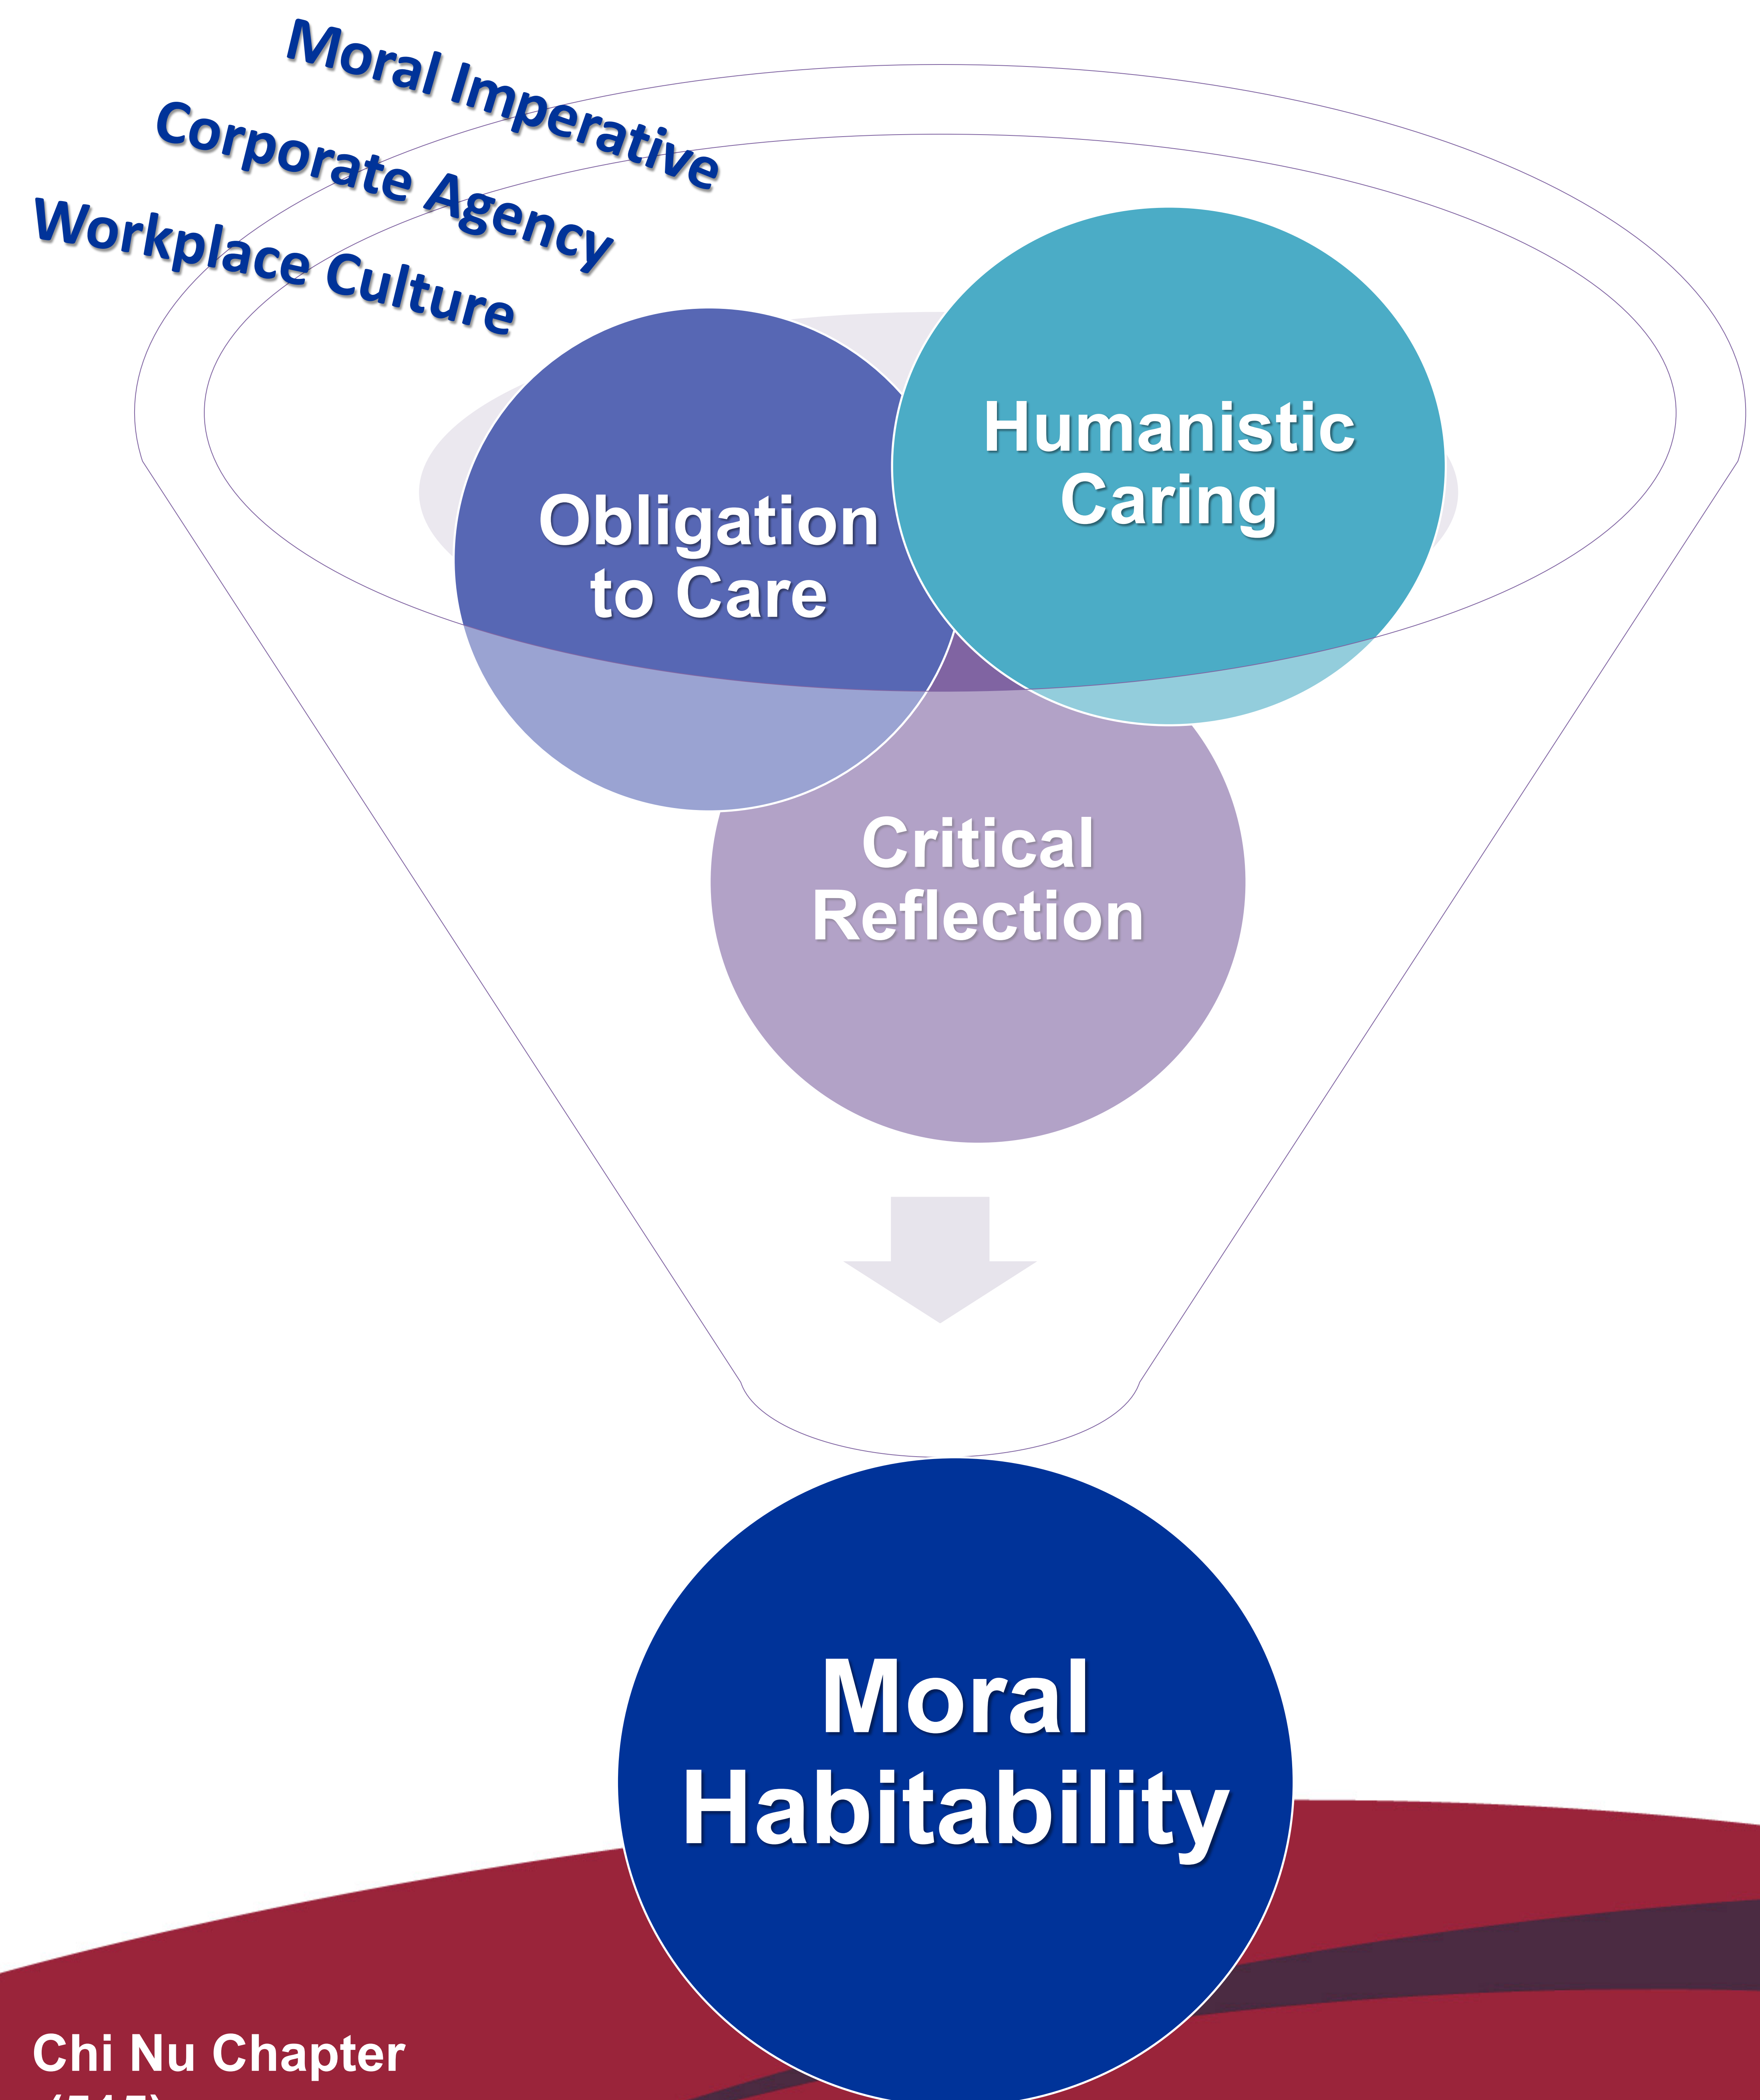 Moral Imperative
Corporate Agency
Workplace Culture
Humanistic
Caring
Obligation
to Care
Critical
Reflection
Moral
Habitability
Chi Nu Chapter